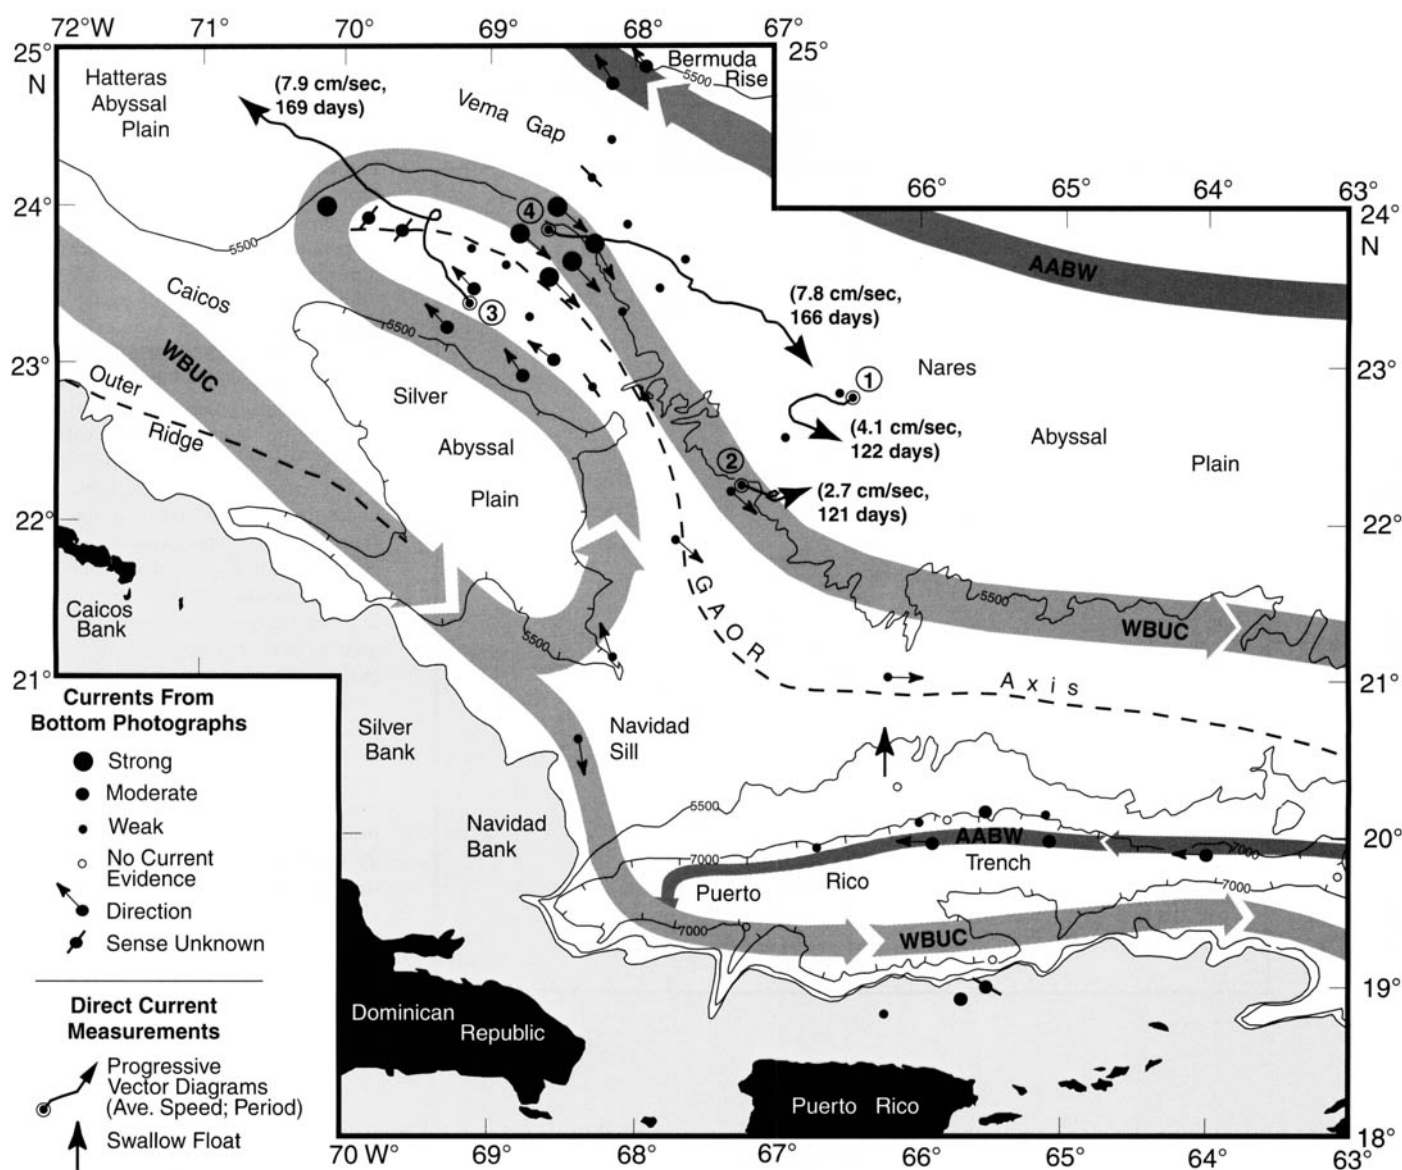 72°W 71° 70° 69° 68° 67°
25° 25°
N
Hatteras
Abyssal
Plain
(7.9 cm/sec,
169 days)
Vema Gap
Bermuda
Rise
5500
66° 65° 64° 63°
24° 24°
N
4
5500
AABW
Caicos
3
(7.8 cm/sec,
166 days)
5500
23° 23°
WBUC
Outer
Ridge
Silver
Abyssal
Plain
Nares
Abyssal
Plain
1
(4.1 cm/sec,
122 days)
2
(2.7 cm/sec,
121 days)
22° 22°
Caicos
Bank
GAOR
Axis
5500
WBUC
5500
21° 21°
Currents From
Bottom Photographs
Strong
Moderate
Weak
No Current
Evidence
Direction
Sense Unknown
Direct Current
Measurements
Progressive
Vector Diagrams
(Ave. Speed; Period)
Swallow Float
Silver
Bank
Navidad
Sill
Navidad
Bank
5500
20°
7000
AABW
7000
Puerto Rico Trench
7000
7000
WBUC
19°
Dominican
Republic
Puerto Rico
18°
70 W° 69° 68° 67° 66° 65° 64° 63°